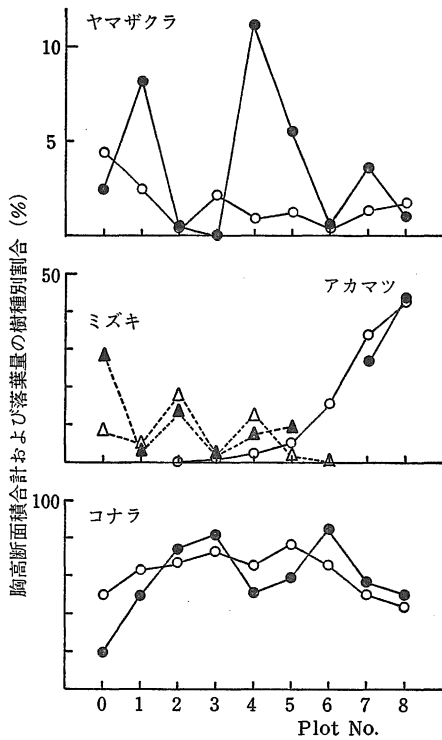 ヤマザクラ
10
5
50
アカマツ
ミズキ
100
コナラ
0 1 2 3 4 5 6 7 8
Plot No.
胸高断面積合計および落葉量の樹種別割合 (%)